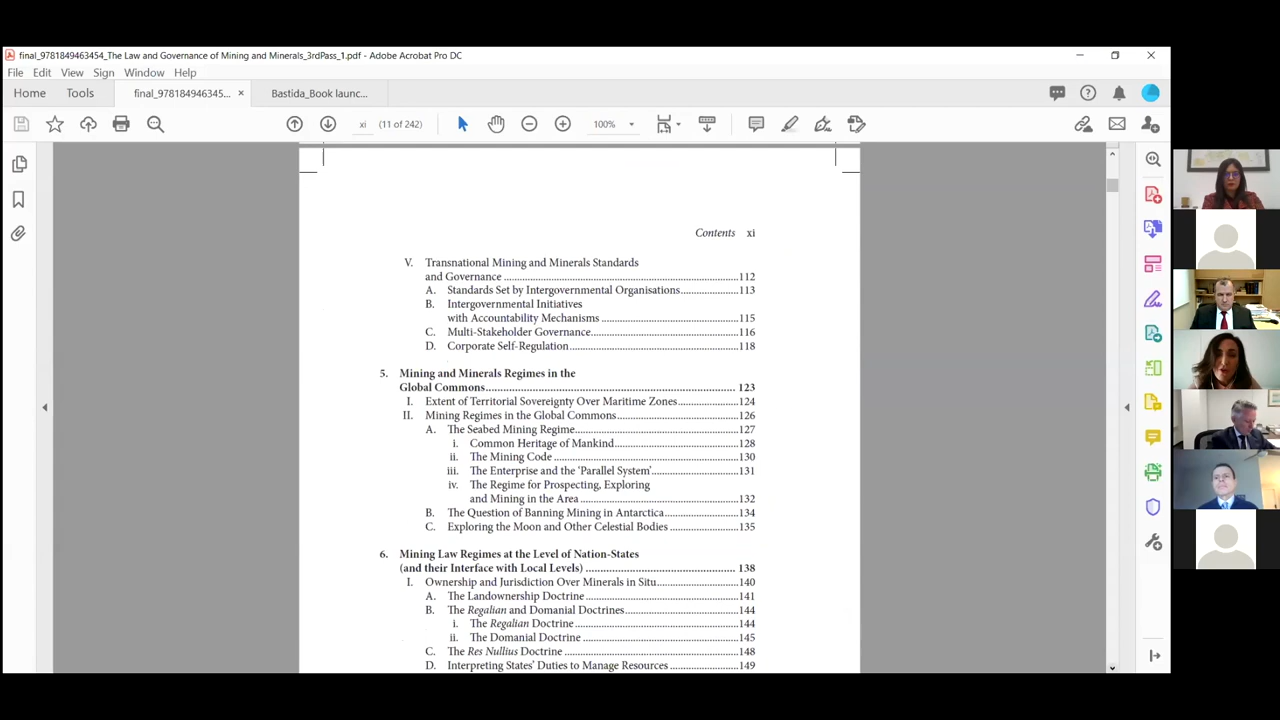 final_9781849463454_The Law and Governance of Mining and Minerals_3rdPass_1.pdf - Adobe Acrobat Pro DC
File Edit View Sign Window Help
Home Tools final_978184946345... × Bastida_Book launc...
xi (11 of 242) 100%
Contents xi
V. Transnational Mining and Minerals Standards
and Governance ........112
A. Standards Set by Intergovernmental Organisations........113
B. Intergovernmental Initiatives
with Accountability Mechanisms ........115
C. Multi-Stakeholder Governance........116
D. Corporate Self-Regulation........118
5. Mining and Minerals Regimes in the
Global Commons........ 123
I. Extent of Territorial Sovereignty Over Maritime Zones........124
II. Mining Regimes in the Global Commons........126
A. The Seabed Mining Regime........127
i. Common Heritage of Mankind........128
ii. The Mining Code ........130
iii. The Enterprise and the 'Parallel System'........131
iv. The Regime for Prospecting, Exploring
and Mining in the Area ........132
B. The Question of Banning Mining in Antarctica........134
C. Exploring the Moon and Other Celestial Bodies ........135
6. Mining Law Regimes at the Level of Nation-States
(and their Interface with Local Levels) ........ 138
I. Ownership and Jurisdiction Over Minerals in Situ........140
A. The Landownership Doctrine ........141
B. The Regalian and Domanial Doctrines........144
i. The Regalian Doctrine ........144
ii. The Domanial Doctrine ........145
C. The Res Nullius Doctrine ........148
D. Interpreting States' Duties to Manage Resources ........149